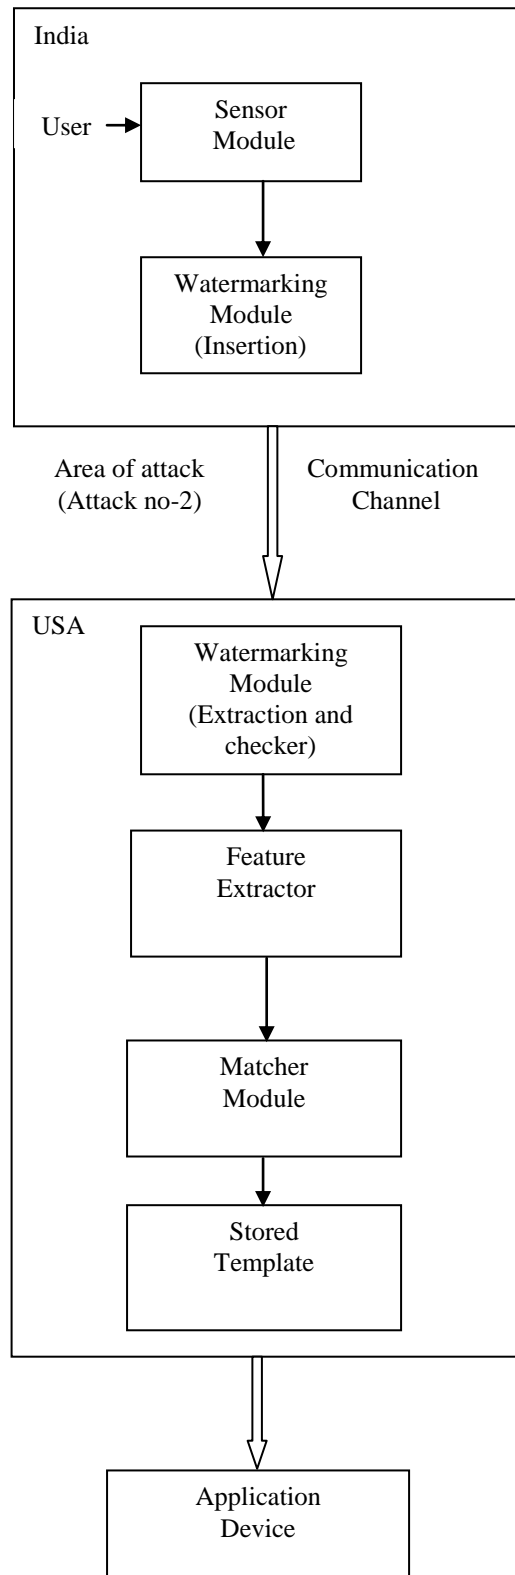 India
User
Sensor
Module
Watermarking
Module
(Insertion)
Area of attack
(Attack no-2)
Communication
Channel
USA
Watermarking
Module
(Extraction and
checker)
Feature
Extractor
Matcher
Module
Stored
Template
Application
Device